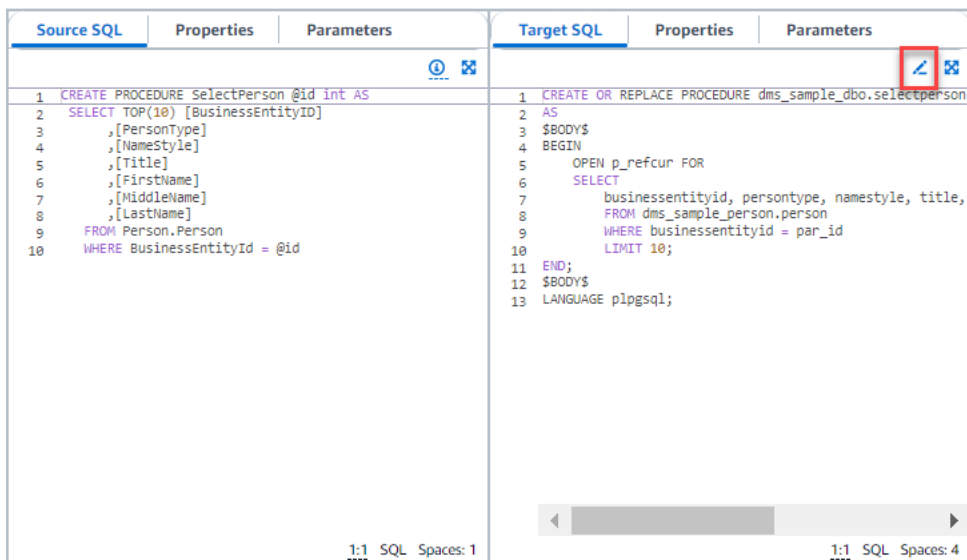 Source SQL Properties Parameters
1 CREATE PROCEDURE SelectPerson @id int AS
2 SELECT TOP(10) [BusinessEntityID]
3 ,[PersonType]
4 ,[NameStyle]
5 ,[Title]
6 ,[FirstName]
7 ,[MiddleName]
8 ,[LastName]
9 FROM Person.Person
10 WHERE BusinessEntityId = @id
1:1 SQL Spaces: 1
Target SQL Properties Parameters
1 CREATE OR REPLACE PROCEDURE dms_sample_dbo.selectperson
2 AS
3 $BODY$
4 BEGIN
5 OPEN p_refcur FOR
6 SELECT
7 businessentityid, persontype, namestyle, title,
8 FROM dms_sample_person.person
9 WHERE businessentityid = par_id
10 LIMIT 10;
11 END;
12 $BODY$
13 LANGUAGE plpgsql;
1:1 SQL Spaces: 4